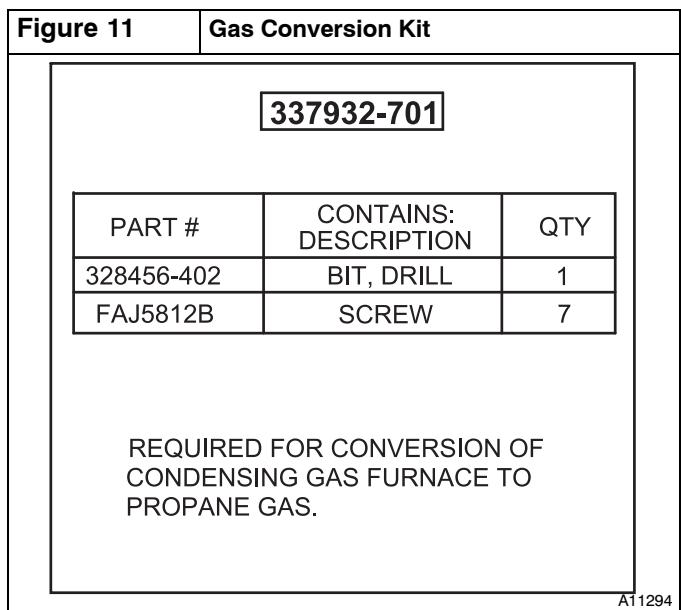 Figure 11 Gas Conversion Kit
337932-701
PART # CONTAINS: DESCRIPTION QTY
328456-402 BIT, DRILL 1
FAJ5812B SCREW 7
REQUIRED FOR CONVERSION OF
CONDENSING GAS FURNACE TO
PROPANE GAS.
A11294